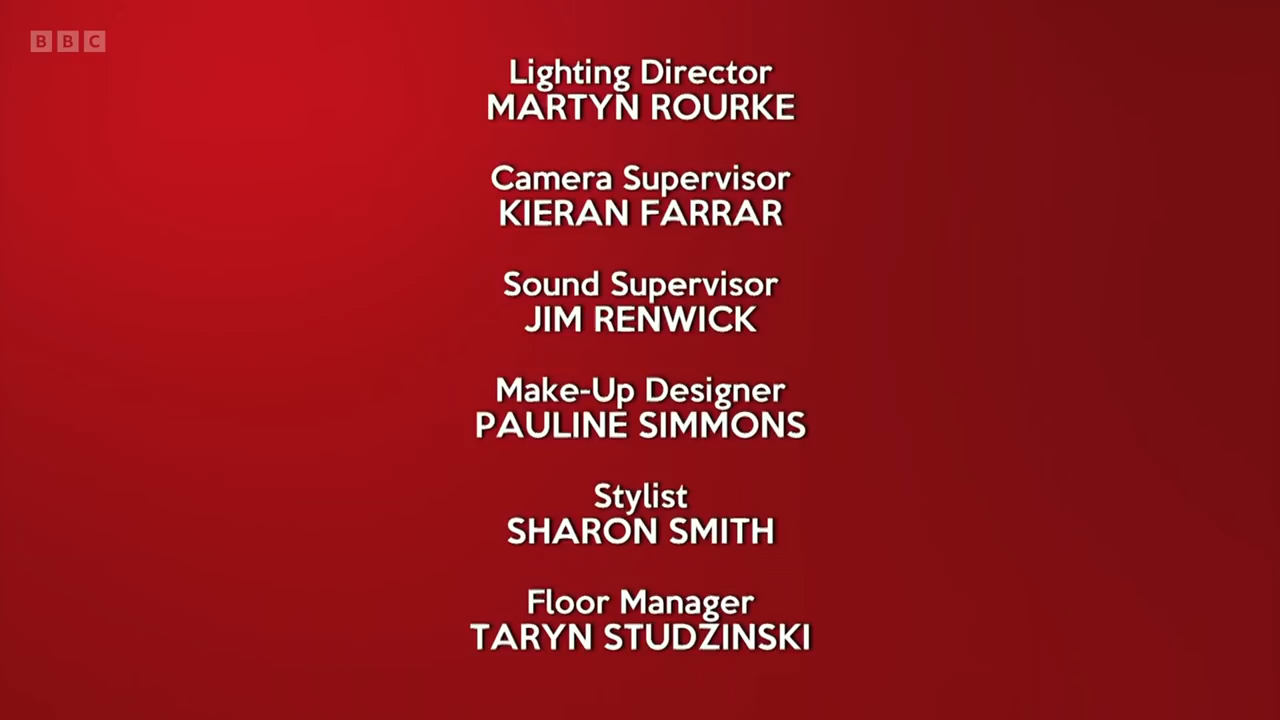 BBC
Lighting Director
MARTYN ROURKE
Camera Supervisor
KIERAN FARRAR
Sound Supervisor
JIM RENWICK
Make-Up Designer
PAULINE SIMMONS
Stylist
SHARON SMITH
Floor Manager
TARYN STUDZINSKI